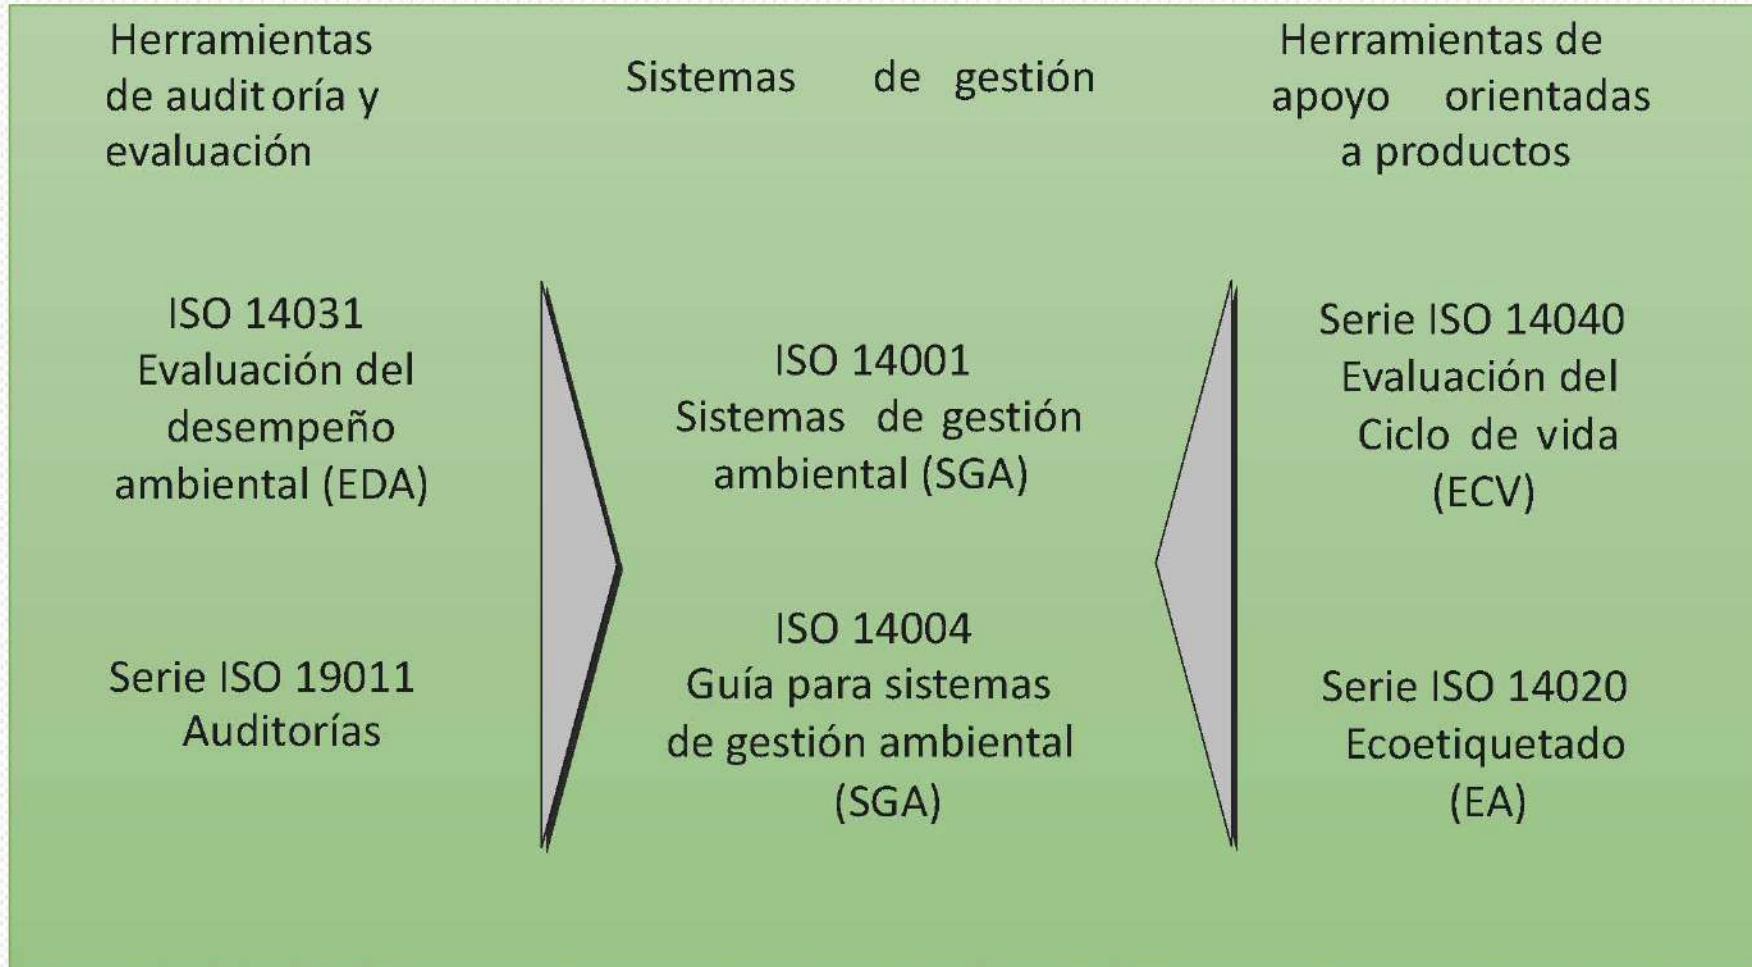 Herramientas
de auditoría y
evaluación
Sistemas de gestión
Herramientas de
apoyo orientadas
a productos
ISO 14031
Evaluación del
desempeño
ambiental (EDA)
Serie ISO 19011
Auditorías
ISO 14001
Sistemas de gestión
ambiental (SGA)
ISO 14004
Guía para sistemas
de gestión ambiental
(SGA)
Serie ISO 14040
Evaluación del
Ciclo de vida
(ECV)
Serie ISO 14020
Ecoetiquetado
(EA)